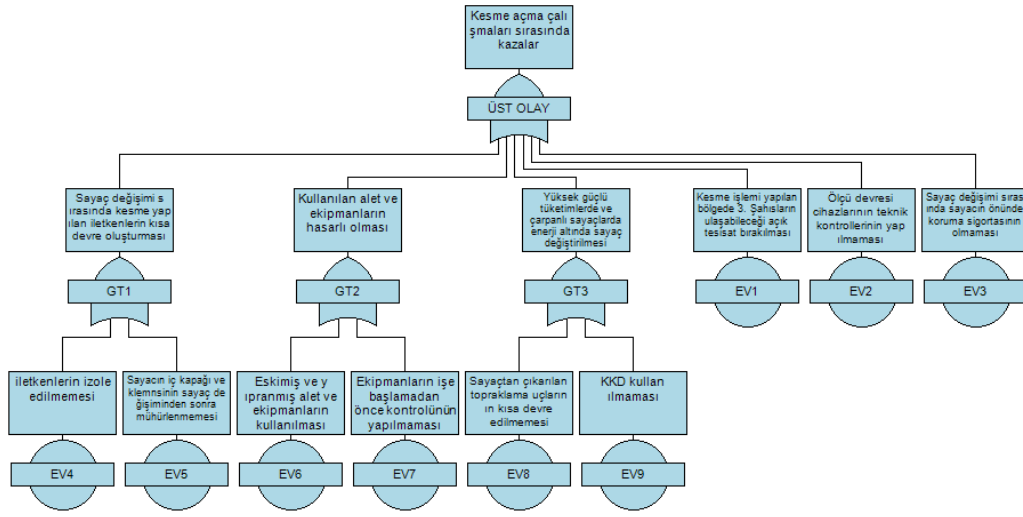 Kesme açma çalı
şmaları sırasında
kazalar
ÜST OLAY
Sayaç değişimi s
ırasında kesme yap
ılan iletkenlerin kısa
devre oluşturması
Kullanılan alet ve
ekipmanların
hasarlı olması
Yüksek güçlü
tüketimlerde ve
çarpanlı sayaçlarda
enerji altında sayaç
değiştirilmesi
Kesme işlemi yapılan
bölgede 3. Şahısların
ulaşabileceği açık
tesisat bırakılması
Ölçü devresi
cihazlarının teknik
kontrollerinin yap
ılmaması
Sayaç değişimi sıras
ında sayacın önünde
koruma sigortasının
olmaması
GT1
GT2
GT3
EV1
EV2
EV3
iletkenlerin izole
edilmemesi
Sayacın iç kapağı ve
klemnsinin sayaç de
ğişiminden sonra
mühürlenmemesi
Eskimiş ve y
ıpranmış alet ve
ekipmanların
kullanılması
Ekipmanların işe
başlamadan
önce kontrolünün
yapılmaması
Sayaçtan çıkarılan
topraklama uçların
ın kısa devre
edilmemesi
KKD kullan
ılmaması
EV4
EV5
EV6
EV7
EV8
EV9